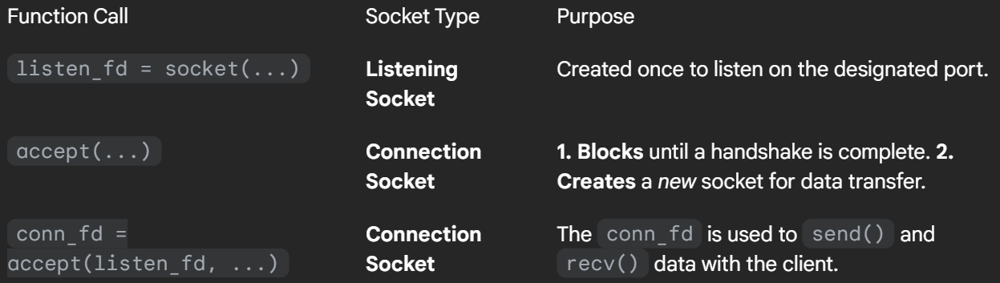 Function Call Socket Type Purpose
listen_fd = socket(...) Listening Created once to listen on the designated port.
Socket
accept(...) Connection 1. Blocks until a handshake is complete. 2.
Socket Creates a new socket for data transfer.
conn_fd = Connection The conn_fd is used to send() and
accept(listen_fd, ...) Socket recv() data with the client.